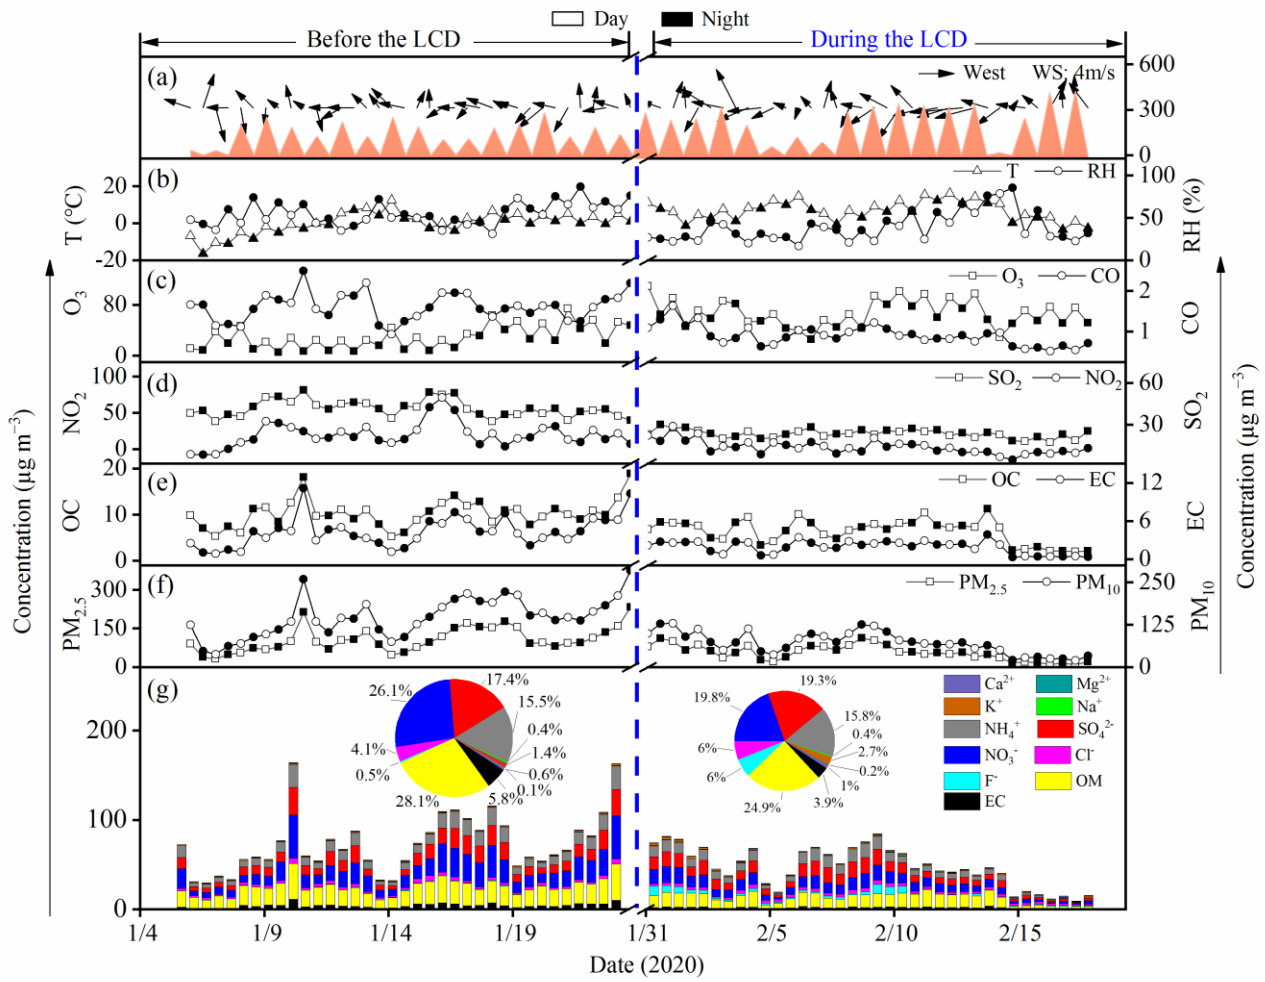 Day Night
Before the LCD During the LCD
(a) West WS: 4m/s 600
300
0
(b) T RH 100
20
0 50
-20 0
T (°C) RH (%)
(c) O₃ CO 2
80
1
0
O₃ CO
(d) SO₂ NO₂ 60
100
50 30
0
NO₂ SO₂
(e) OC EC 12
20
10 6
0 0
OC EC
(f) PM₂.₅ PM₁₀ 250
300
150 125
0 0
PM₂.₅ PM₁₀
Concentration (µg m⁻³) Concentration (µg m⁻³)
(g)
26.1% 17.4% 15.5% 0.4% 1.4% 0.6% 0.1% 5.8% 28.1% 0.5% 4.1%
19.8% 19.3% 15.8% 0.4% 2.7% 0.2% 1% 3.9% 24.9% 6% 6%
Ca²⁺ Mg²⁺
K⁺ Na⁺
NH₄⁺ SO₄²⁻
NO₃⁻ Cl⁻
F⁻ OM
EC
200
100
0
1/4 1/9 1/14 1/19 1/31 2/5 2/10 2/15
Date (2020)